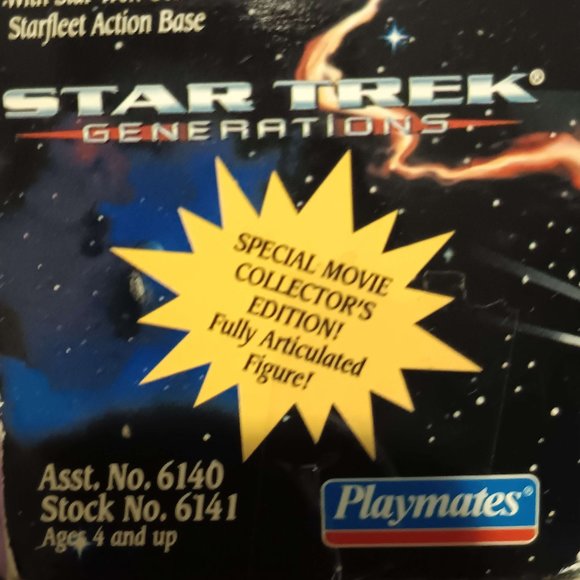 Starfleet Action Base
STAR TREK®
GENERATIONS
SPECIAL MOVIE
COLLECTOR'S
EDITION!
Fully Articulated
Figure!
Asst. No. 6140
Stock No. 6141
Ages 4 and up
Playmates®